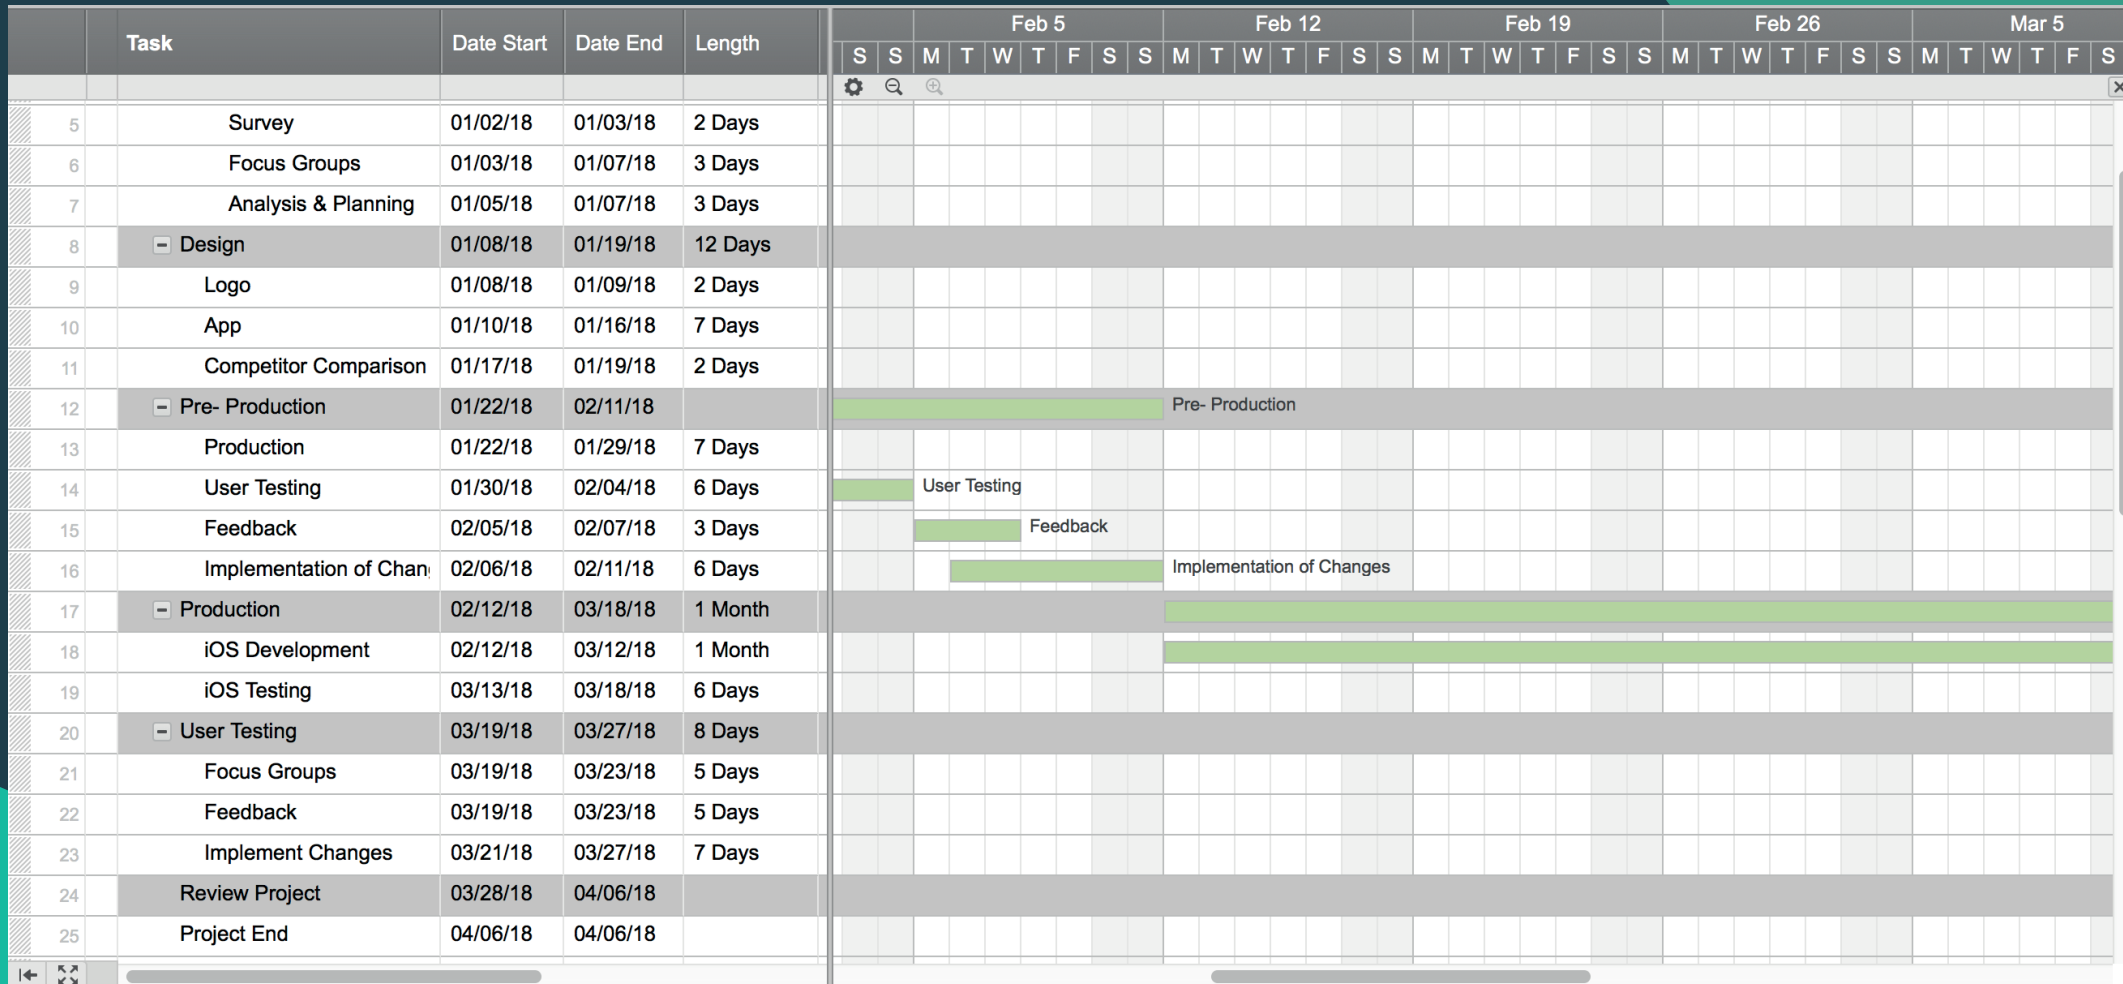 Task Date Start Date End Length
Feb 5 Feb 12 Feb 19 Feb 26 Mar 5
S S M T W T F S S M T W T F S S M T W T F S S M T W T F S S M T W T F S
5 Survey 01/02/18 01/03/18 2 Days
6 Focus Groups 01/03/18 01/07/18 3 Days
7 Analysis & Planning 01/05/18 01/07/18 3 Days
8 Design 01/08/18 01/19/18 12 Days
9 Logo 01/08/18 01/09/18 2 Days
10 App 01/10/18 01/16/18 7 Days
11 Competitor Comparison 01/17/18 01/19/18 2 Days
12 Pre- Production 01/22/18 02/11/18 Pre- Production
13 Production 01/22/18 01/29/18 7 Days
14 User Testing 01/30/18 02/04/18 6 Days User Testing
15 Feedback 02/05/18 02/07/18 3 Days Feedback
16 Implementation of Chan 02/06/18 02/11/18 6 Days Implementation of Changes
17 Production 02/12/18 03/18/18 1 Month
18 iOS Development 02/12/18 03/12/18 1 Month
19 iOS Testing 03/13/18 03/18/18 6 Days
20 User Testing 03/19/18 03/27/18 8 Days
21 Focus Groups 03/19/18 03/23/18 5 Days
22 Feedback 03/19/18 03/23/18 5 Days
23 Implement Changes 03/21/18 03/27/18 7 Days
24 Review Project 03/28/18 04/06/18
25 Project End 04/06/18 04/06/18